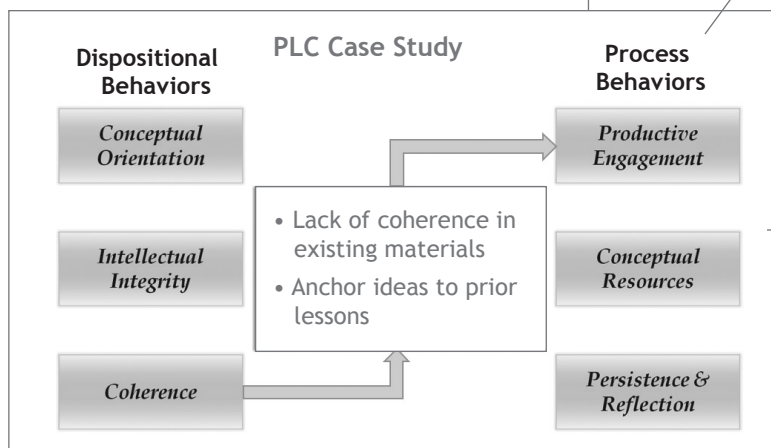 PLC Case Study
Dispositional
Behaviors
Conceptual
Orientation
Intellectual
Integrity
Coherence
• Lack of coherence in
existing materials
• Anchor ideas to prior
lessons
Process
Behaviors
Productive
Engagement
Conceptual
Resources
Persistence &
Reflection